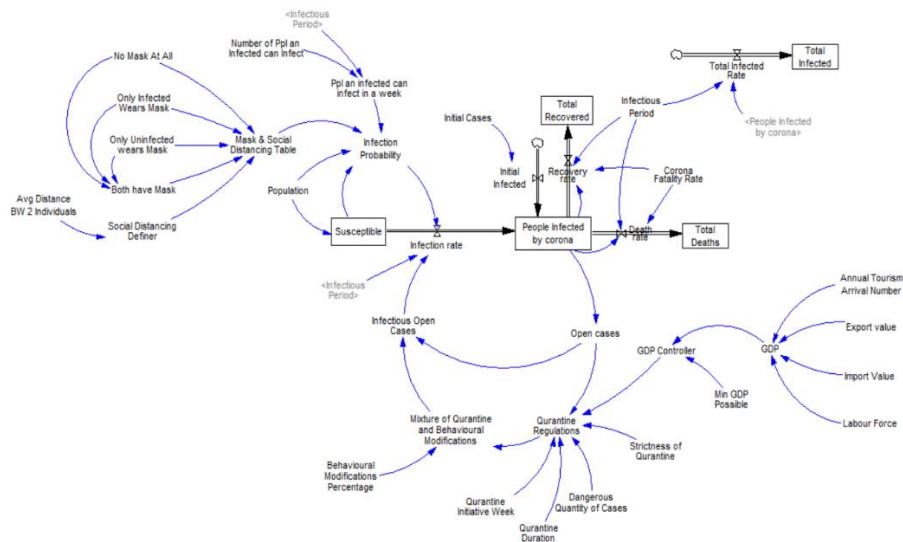 <Infectious
Period>
Number of Ppl an
Infected can Infect
Ppl an infected can
infect in a week
No Mask At All
Only Infected
Wears Mask
Only Uninfected
wears Mask
Both have Mask
Mask & Social
Distancing Table
Infection
Probability
Avg Distance
BW 2 Individuals
Social Distancing
Definer
Population
Susceptible
Infection rate
<Infectious
Period>
Initial Cases
Initial
Infected
Total
Recovered
Recovery rate
Infectious
Period
Total Infected
Rate
Total
Infected
<People Infected
by corona>
Corona
Fatality Rate
People Infected
by corona
Death
rate
Total
Deaths
Infectious Open
Cases
Open cases
GDP Controller
GDP
Annual Tourism
Arrival Number
Export value
Import Value
Labour Force
Min GDP
Possible
Mixture of Qurantine
and Behavioural
Modifications
Behavioural
Modifications
Percentage
Qurantine
Regulations
Strictness of
Qurantine
Qurantine
Initiative Week
Qurantine
Duration
Dangerous
Quantity of Cases